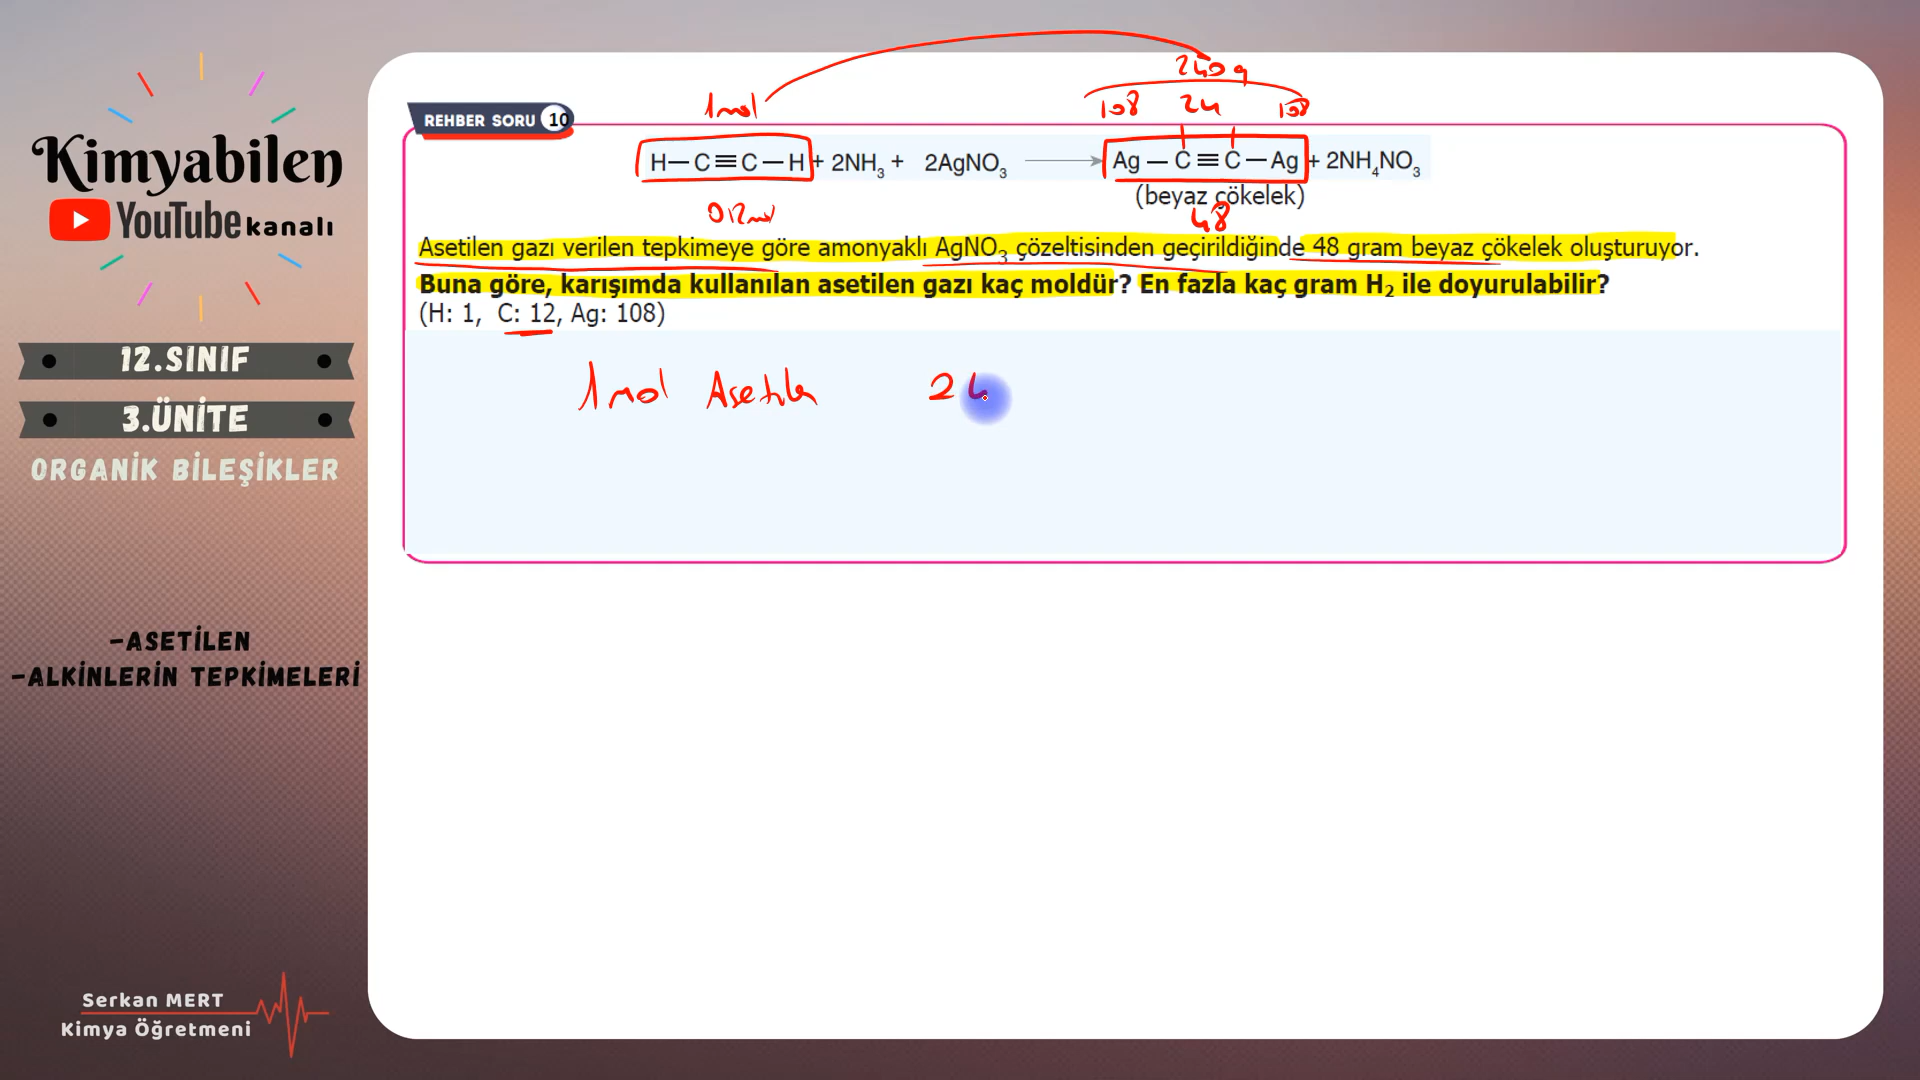 Kimyabilen
YouTube kanalı
12.SINIF
3.ÜNİTE
ORGANİK BİLEŞİKLER
-ASETİLEN
-ALKİNLERİN TEPKİMELERİ
Serkan MERT
Kimya Öğretmeni
240 g
1mol 108 24 108
REHBER SORU 10
H—C≡C—H + 2NH₃ + 2AgNO₃ ⟶ Ag—C≡C—Ag + 2NH₄NO₃
(beyaz çökelek)
0,2mol 48
Asetilen gazı verilen tepkimeye göre amonyaklı AgNO₃ çözeltisinden geçirildiğinde 48 gram beyaz çökelek oluşturuyor.
Buna göre, karışımda kullanılan asetilen gazı kaç moldür? En fazla kaç gram H₂ ile doyurulabilir?
(H: 1, C: 12, Ag: 108)
1mol Asetilen 24